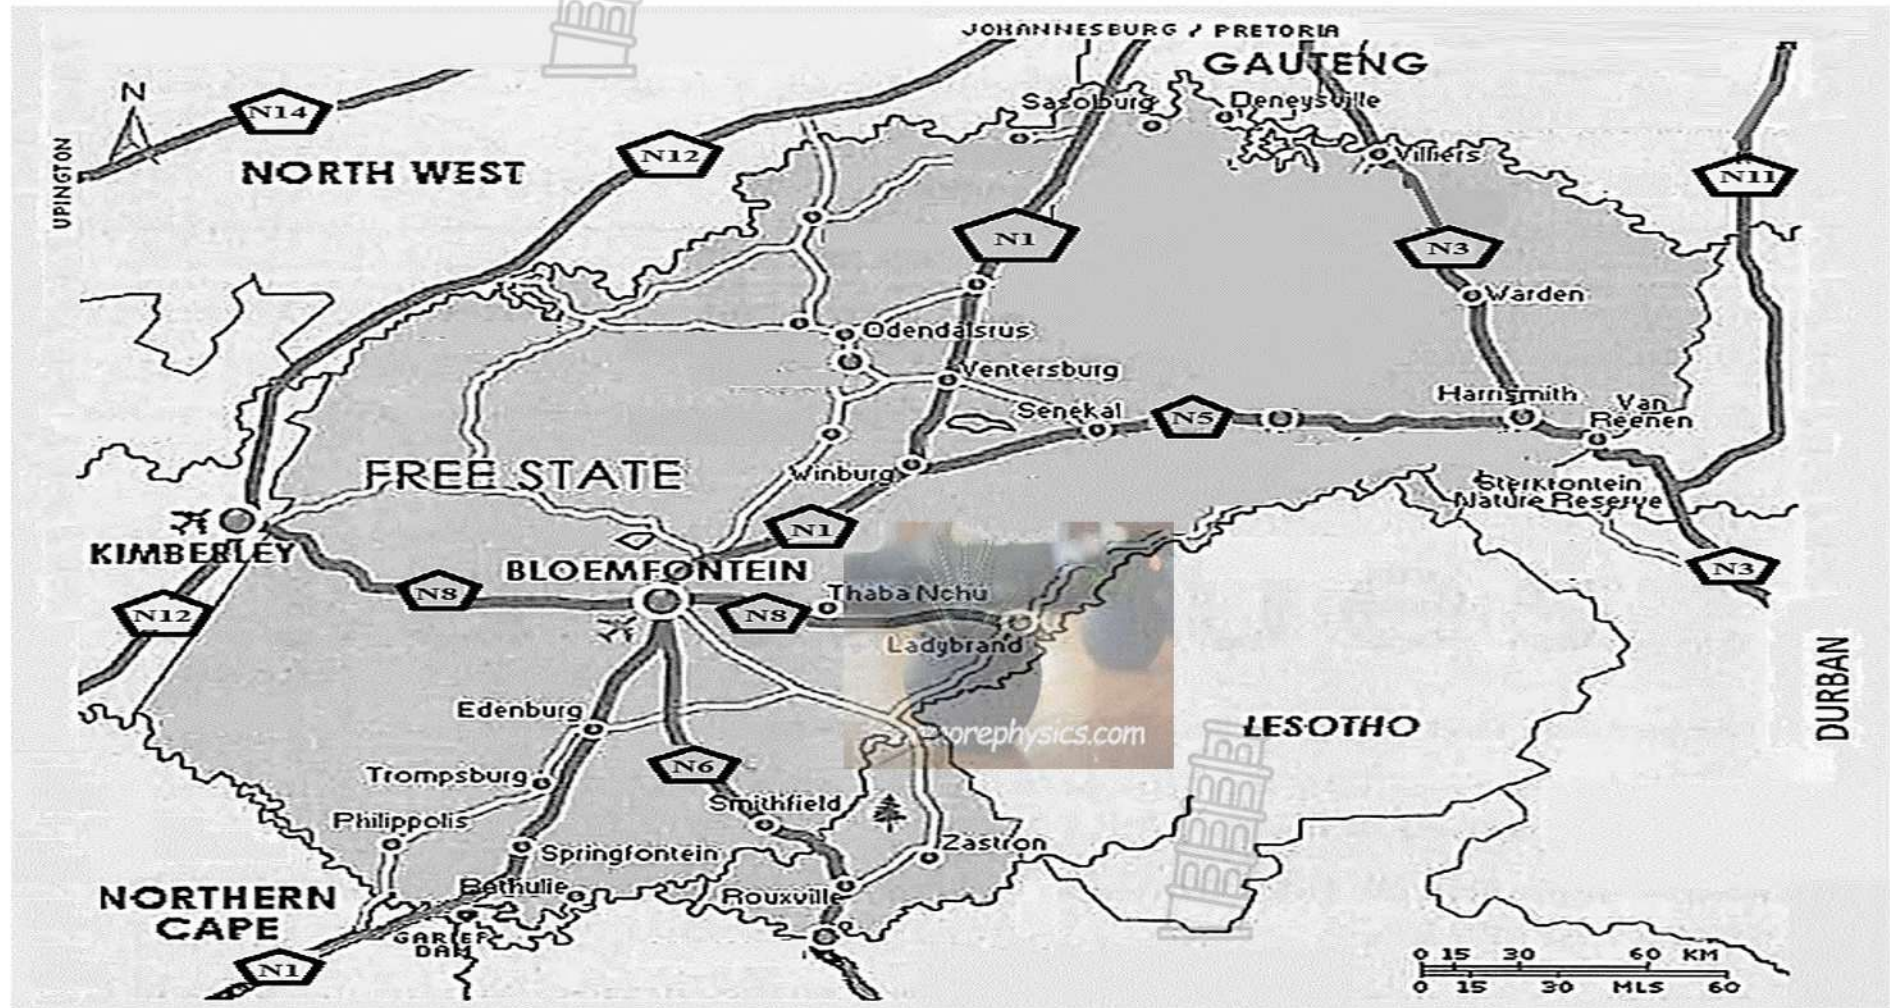 JOHANNESBURG / PRETORIA
GAUTENG
N
N14
Sasolburg
Deneysville
UPINGTON
NORTH WEST
N12
Villiers
N11
N1
N3
Warden
Odendalsrus
Ventersburg
Senekal
N5
Harrismith
Van
Reenen
FREE STATE
Winburg
Sterkfontein
Nature Reserve
N1
KIMBERLEY
BLOEMFONTEIN
N3
N8
Thaba Nchu
N12
N8
Ladybrand
DURBAN
Edenburg
LESOTHO
morephysics.com
Trompsburg
N6
Smithfield
Philippolis
Springfontein
Zastron
NORTHERN
CAPE
Bethulie
Rouxville
GARIEP
DAM
N1
0 15 30 60 KM
0 15 30 MLS 60